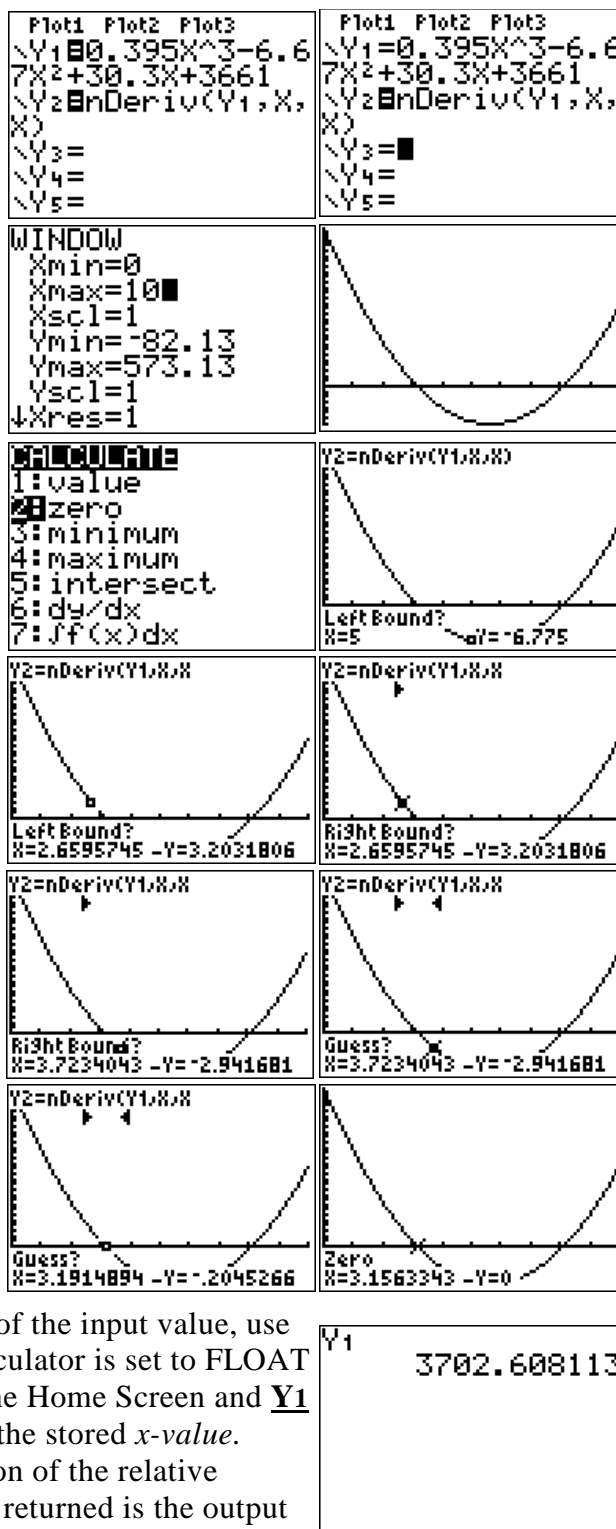 Plot1 Plot2 Plot3
\Y1=0.395X^3-6.6
7X²+30.3X+3661
\Y2=nDeriv(Y1,X,
X)
\Y3=
\Y4=
\Y5=
Plot1 Plot2 Plot3
\Y1=0.395X^3-6.6
7X²+30.3X+3661
\Y2=nDeriv(Y1,X,
X)
\Y3=
\Y4=
\Y5=
WINDOW
Xmin=0
Xmax=10
Xscl=1
Ymin=-82.13
Ymax=573.13
Yscl=1
↓Xres=1
CALCULATE
1:value
2:zero
3:minimum
4:maximum
5:intersect
6:dy/dx
7:∫f(x)dx
Y2=nDeriv(Y1,X,X)
Left Bound?
X=5 Y=-6.775
Y2=nDeriv(Y1,X,X
Left Bound?
X=2.6595745 Y=3.2031806
Y2=nDeriv(Y1,X,X
Right Bound?
X=2.6595745 Y=3.2031806
Y2=nDeriv(Y1,X,X
Right Bound?
X=3.7234043 Y=-2.941681
Y2=nDeriv(Y1,X,X
Guess?
X=3.7234043 Y=-2.941681
Y2=nDeriv(Y1,X,X
Guess?
X=3.1914894 Y=-.2045266
Zero
X=3.1563343 Y=0
of the input value, use
culator is set to FLOAT
he Home Screen and Y1
the stored x-value.
on of the relative
returned is the output
Y1
3702.608113